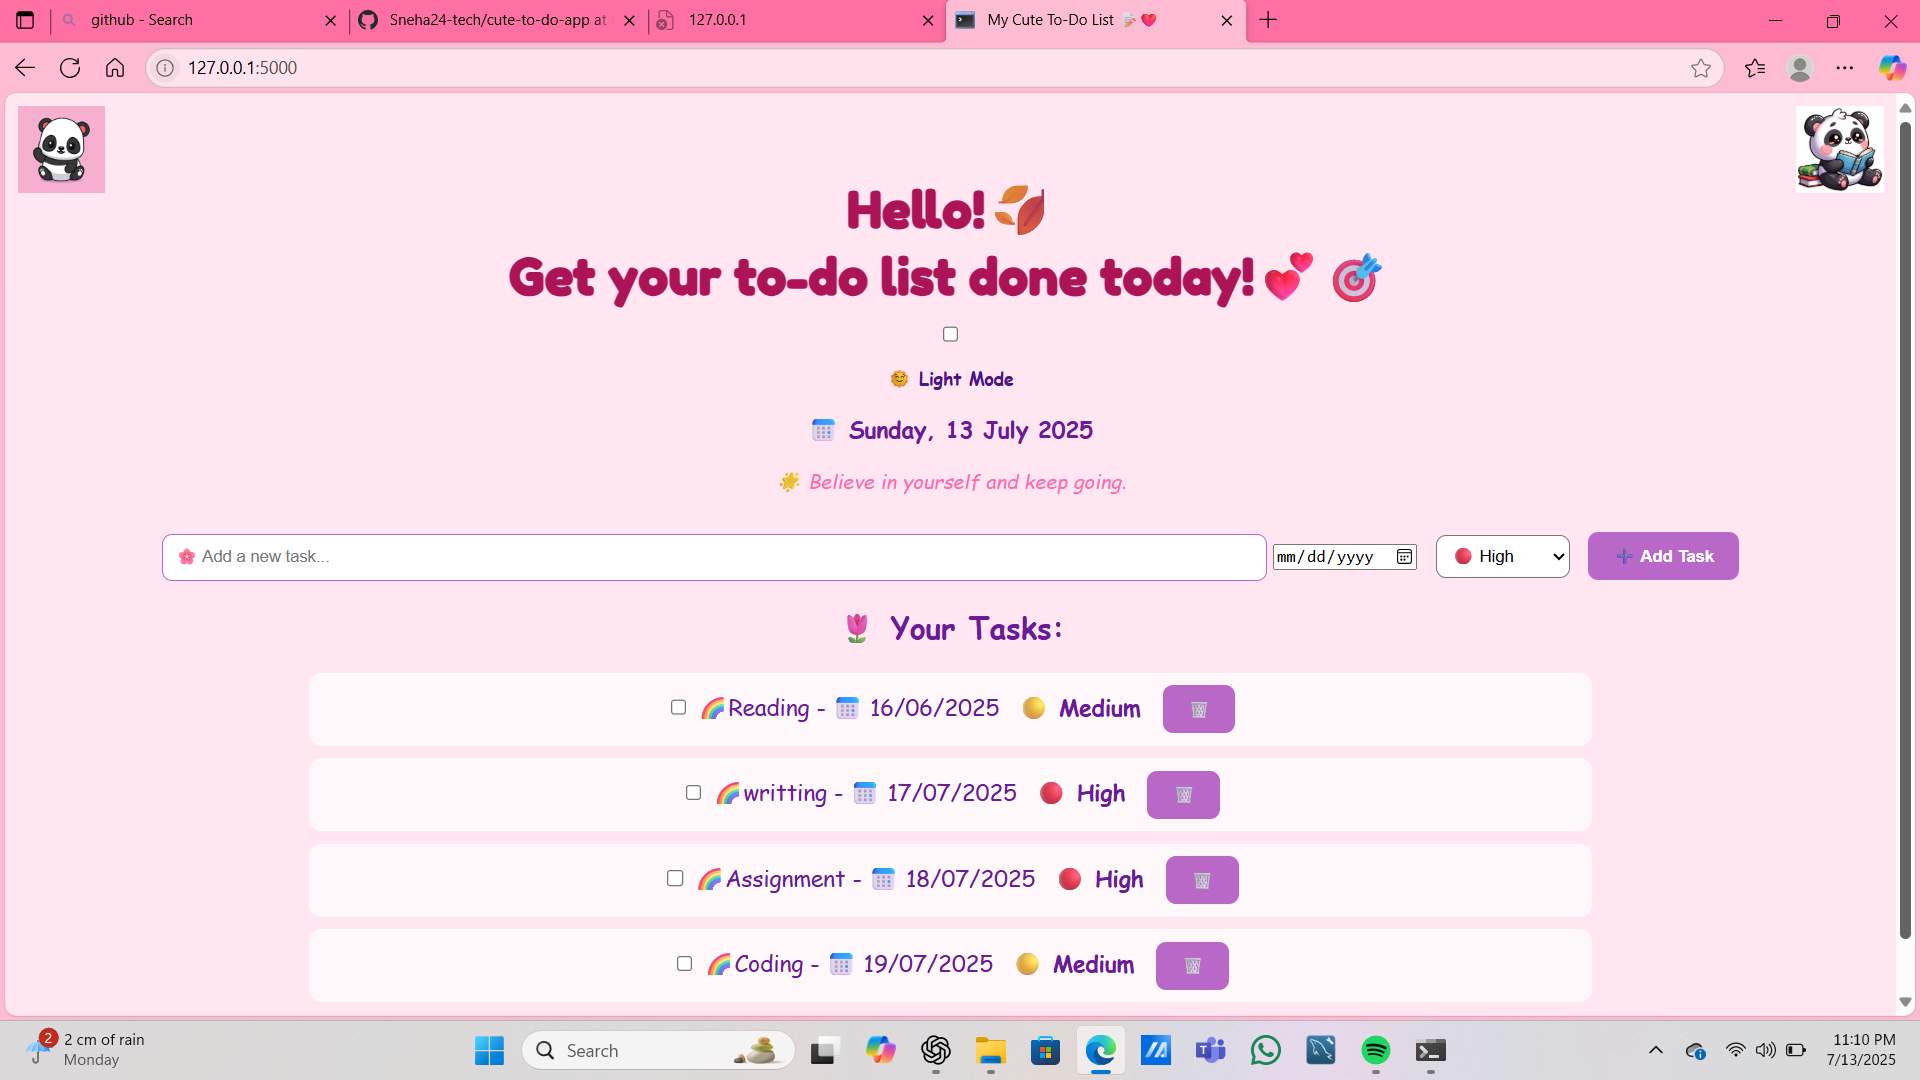 github - Search
Sneha24-tech/cute-to-do-app at
127.0.0.1
My Cute To-Do List
127.0.0.1:5000
Hello! 🍂
Get your to-do list done today! 💕 🎯
🌞 Light Mode
📅 Sunday, 13 July 2025
🌟 Believe in yourself and keep going.
🌸 Add a new task...
mm/dd/yyyy
🔴 High
➕ Add Task
🌷 Your Tasks:
🌈Reading - 📅 16/06/2025 🟡 Medium
🌈writting - 📅 17/07/2025 🔴 High
🌈Assignment - 📅 18/07/2025 🔴 High
🌈Coding - 📅 19/07/2025 🟡 Medium
2
2 cm of rain
Monday
Search
11:10 PM
7/13/2025